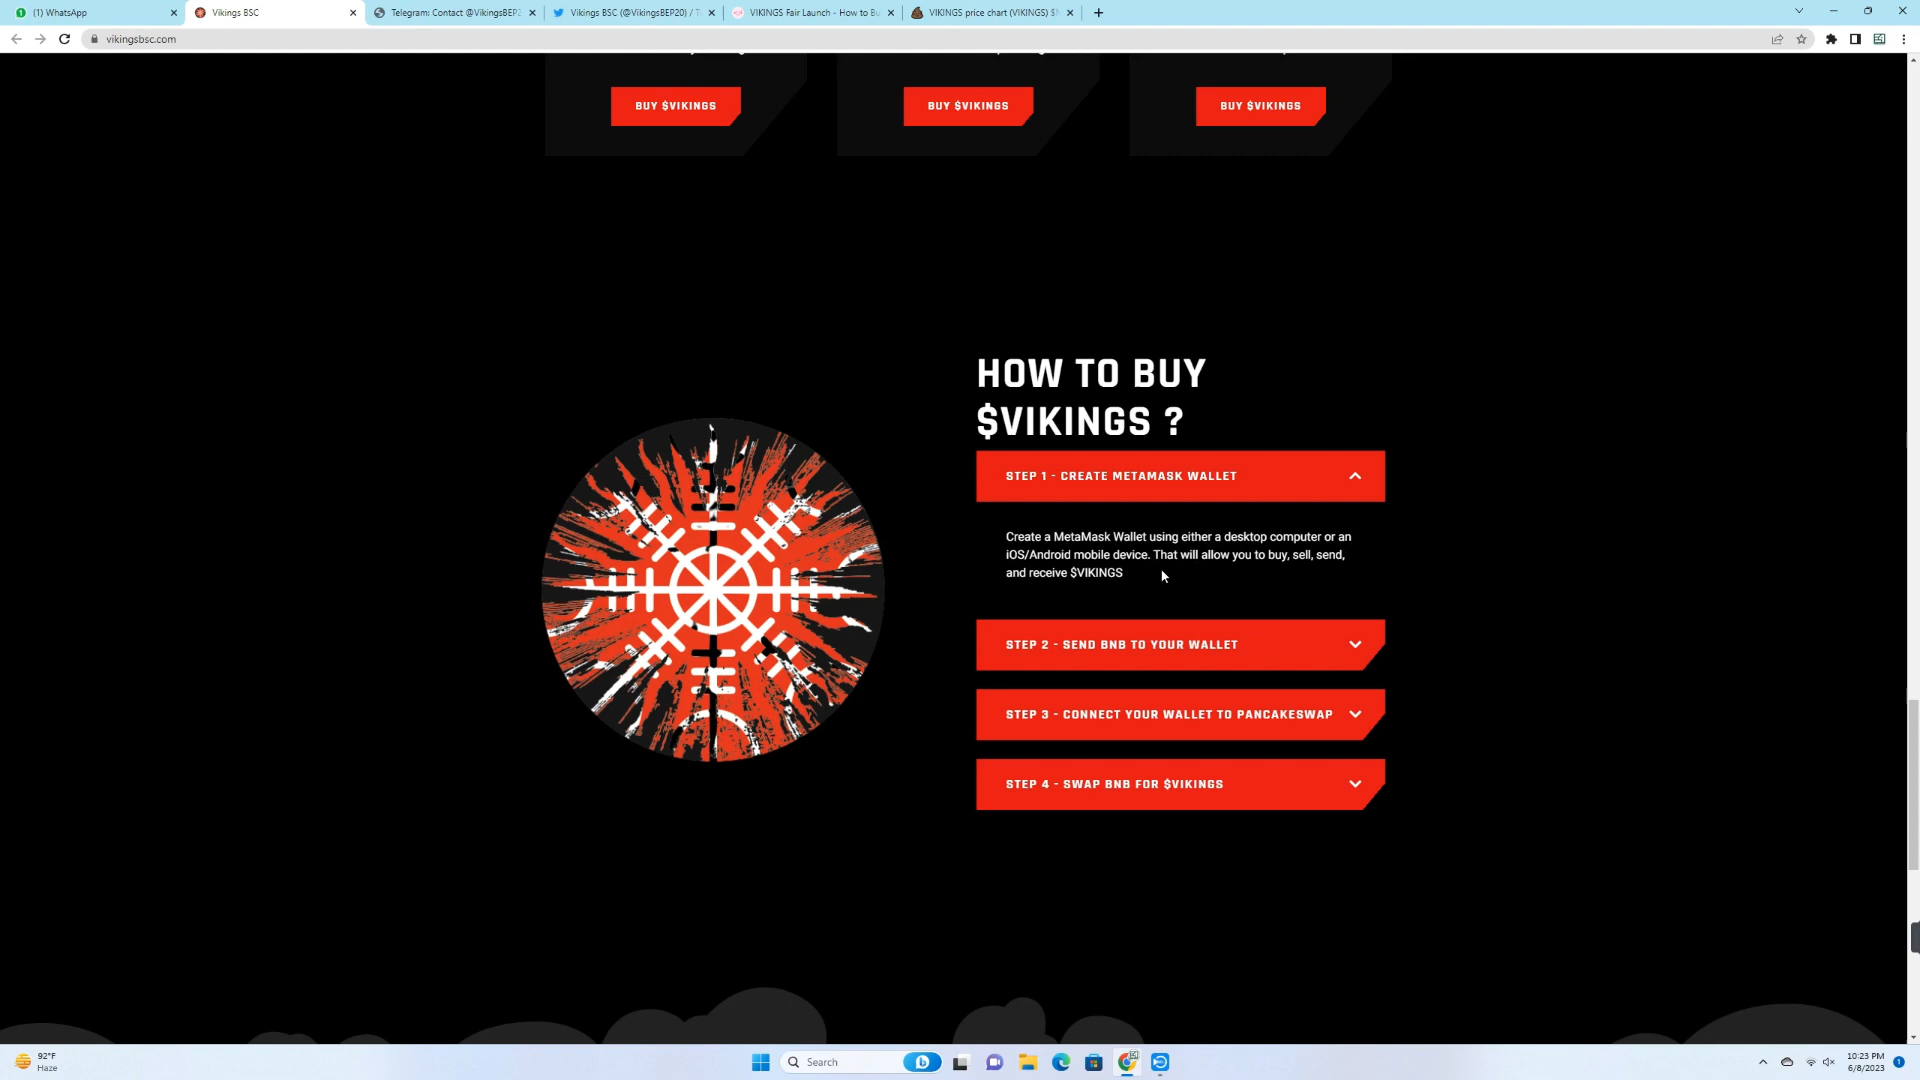 (1) WhatsApp
Vikings BSC
Telegram: Contact @VikingsBEP2
Vikings BSC (@VikingsBEP20) / T
VIKINGS Fair Launch - How to Bu
VIKINGS price chart (VIKINGS) $
vikingsbsc.com
BUY $VIKINGS
BUY $VIKINGS
BUY $VIKINGS
HOW TO BUY
$VIKINGS ?
STEP 1 - CREATE METAMASK WALLET
Create a MetaMask Wallet using either a desktop computer or an
iOS/Android mobile device. That will allow you to buy, sell, send,
and receive $VIKINGS
STEP 2 - SEND BNB TO YOUR WALLET
STEP 3 - CONNECT YOUR WALLET TO PANCAKESWAP
STEP 4 - SWAP BNB FOR $VIKINGS
92°F
Haze
Search
10:23 PM
6/8/2023
1